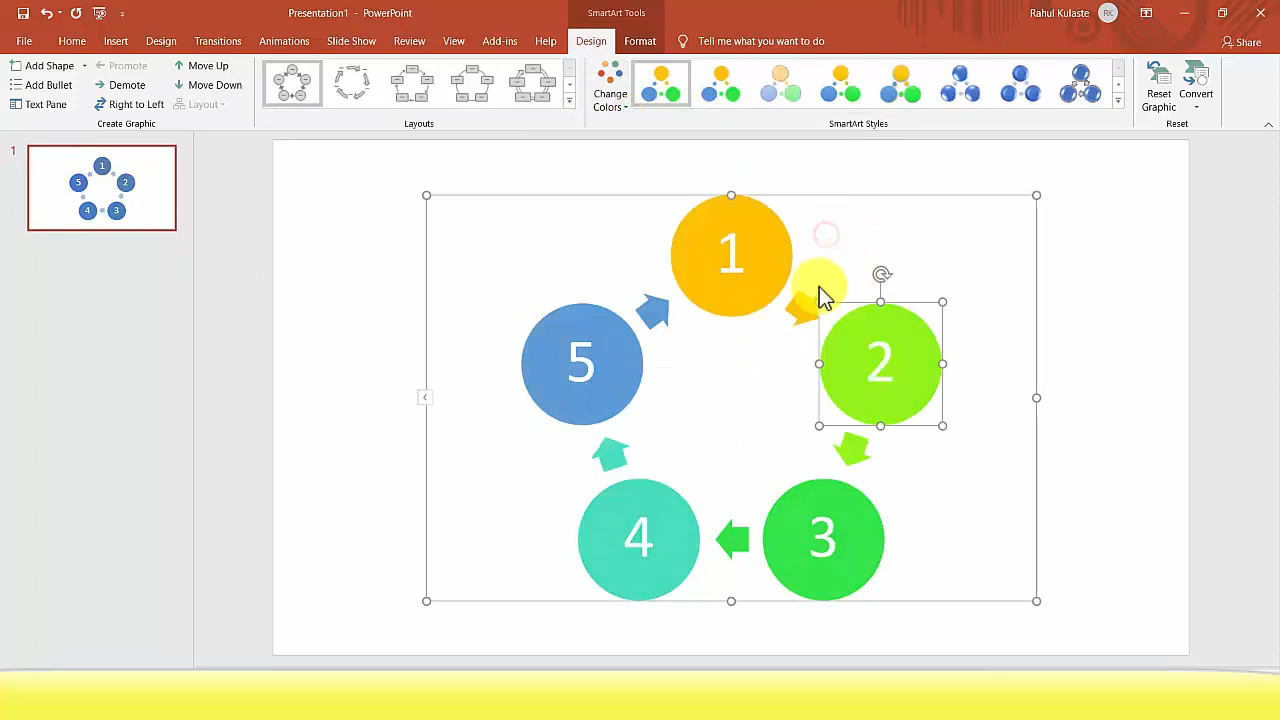 Presentation1 - PowerPoint
SmartArt Tools
Rahul Kulaste
RK
File
Home
Insert
Design
Transitions
Animations
Slide Show
Review
View
Add-ins
Help
Design
Format
Tell me what you want to do
Share
Add Shape
Promote
Move Up
Add Bullet
Demote
Move Down
Text Pane
Right to Left
Layout
Create Graphic
Layouts
Change
Colors
SmartArt Styles
Reset
Graphic
Convert
Reset
1
1
5
2
4
3
1
5
2
4
3